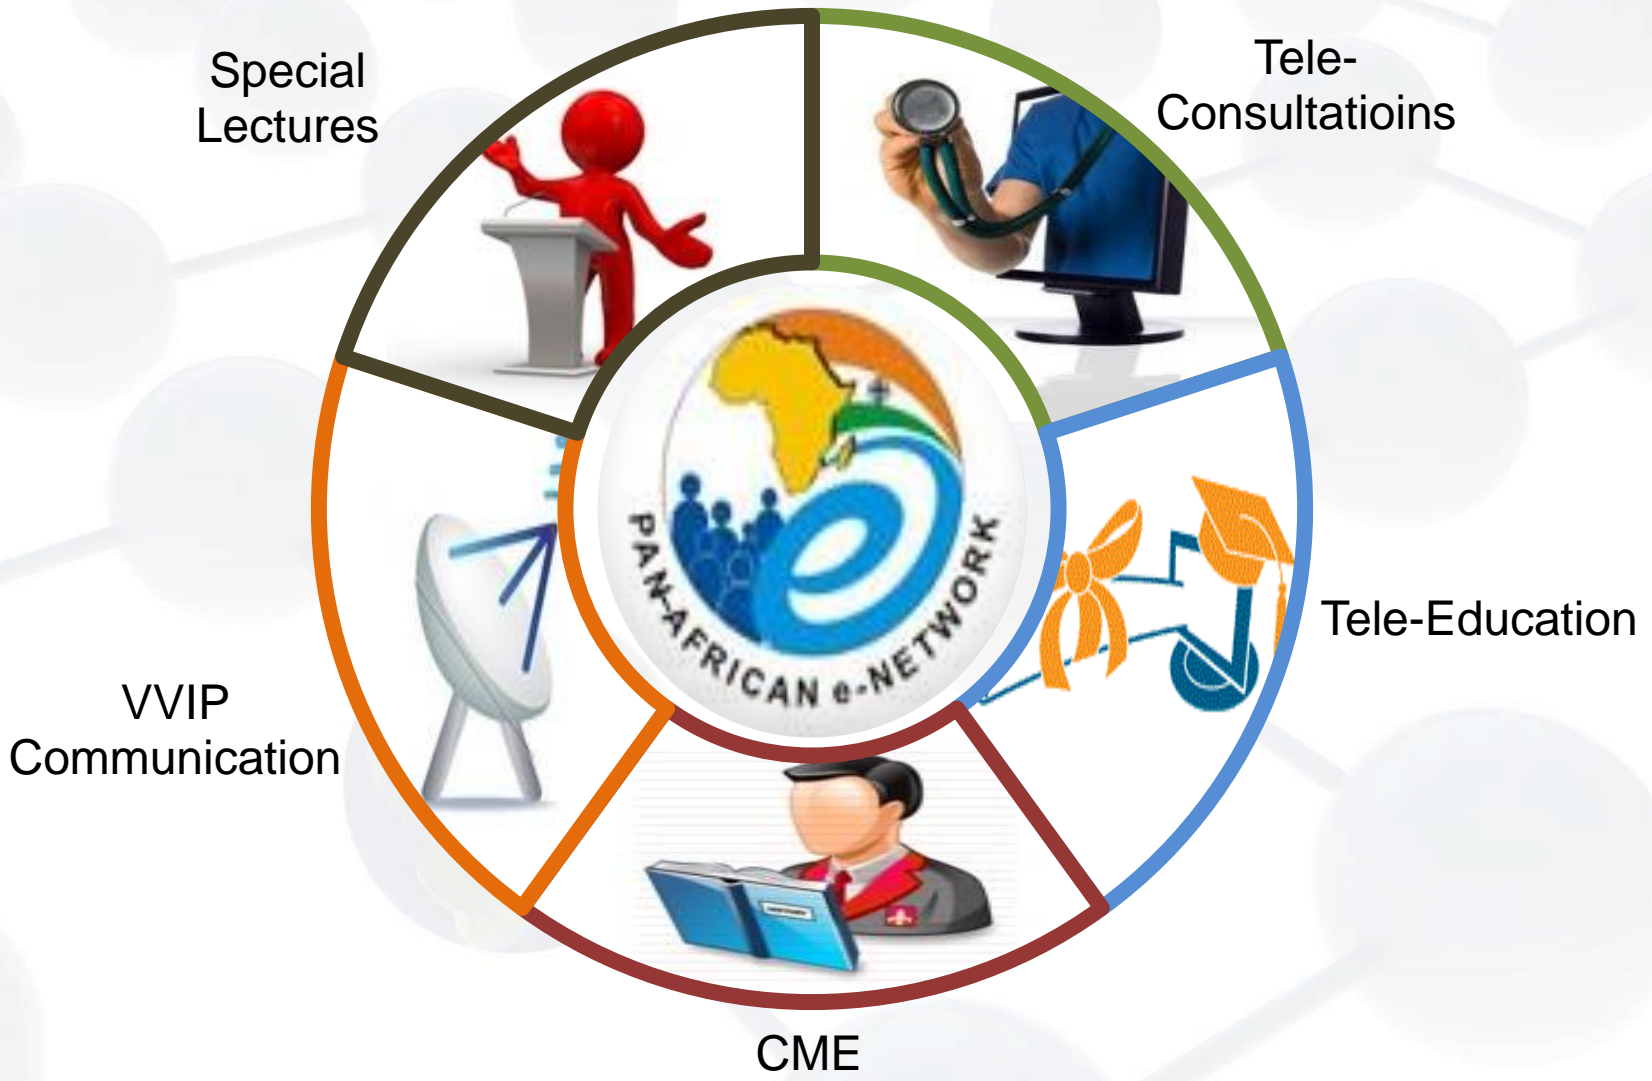 Special
Lectures
Tele-
Consultatioins
PAN-AFRICAN e-NETWORK
Tele-Education
VVIP
Communication
CME